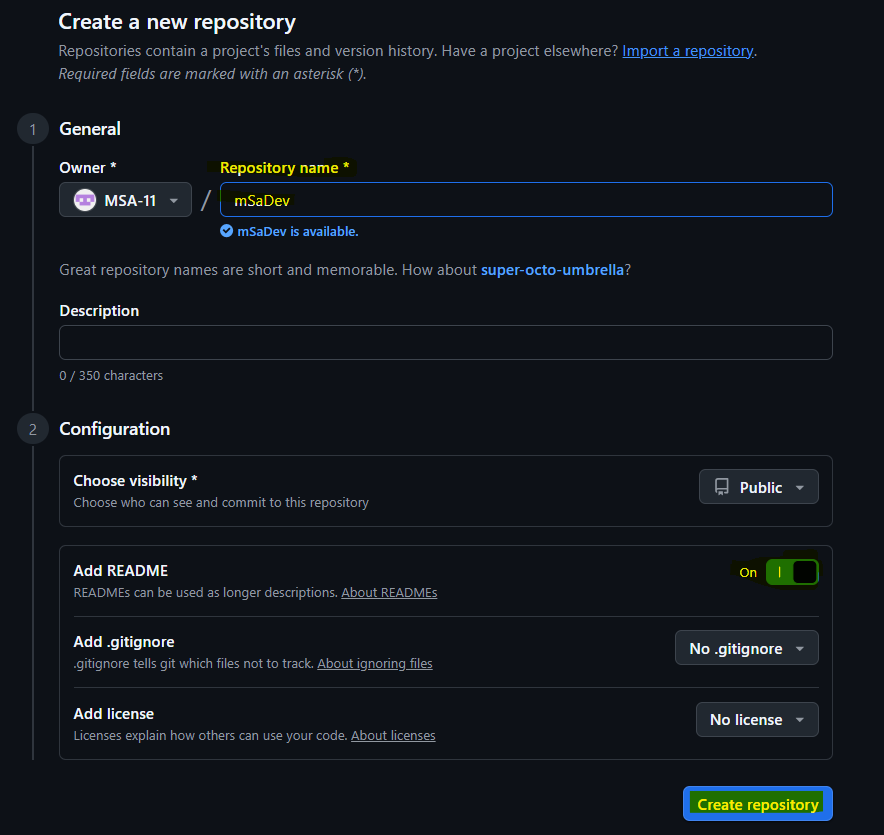 Create a new repository
Repositories contain a project's files and version history. Have a project elsewhere? Import a repository.
Required fields are marked with an asterisk (*).
1 General
Owner *
Repository name *
MSA-11 / mSaDev
mSaDev is available.
Great repository names are short and memorable. How about super-octo-umbrella?
Description
0 / 350 characters
2 Configuration
Choose visibility *
Choose who can see and commit to this repository
Public
Add README
READMEs can be used as longer descriptions. About READMEs
On
Add .gitignore
.gitignore tells git which files not to track. About ignoring files
No .gitignore
Add license
Licenses explain how others can use your code. About licenses
No license
Create repository